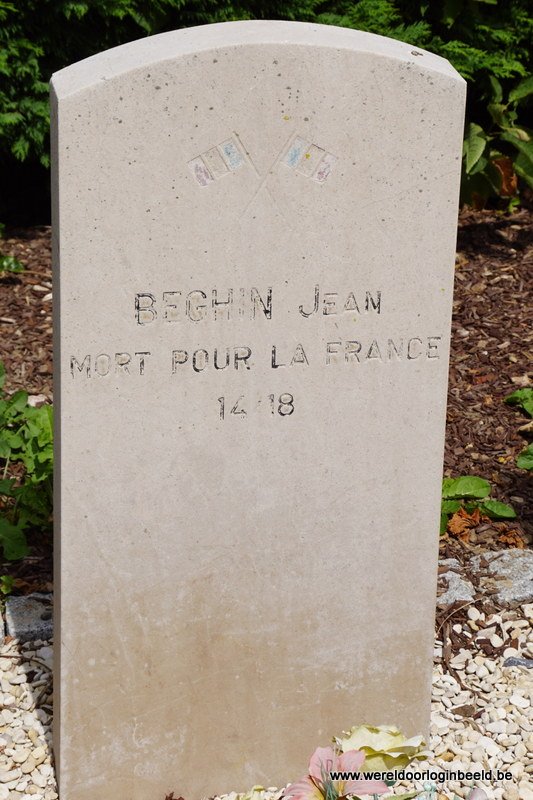 BEGHIN JEAN
MORT POUR LA FRANCE
14 18
www.wereldoorloginbeeld.be